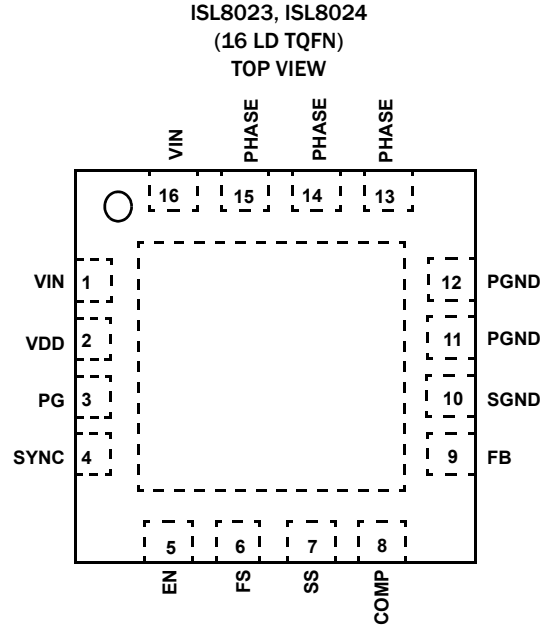 ISL8023, ISL8024
(16 LD TQFN)
TOP VIEW
VIN
PHASE
PHASE
PHASE
16
15
14
13
VIN 1
12 PGND
VDD 2
11 PGND
PG 3
10 SGND
SYNC 4
9 FB
5
6
7
8
EN
FS
SS
COMP